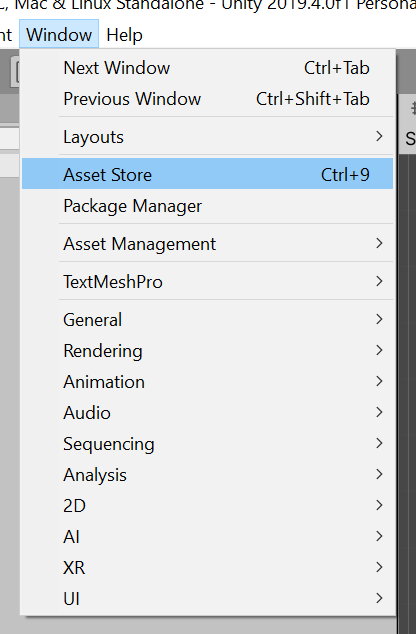 C, Mac & Linux Standalone - Unity 2019.4.0f1 Persona
nt Window Help
Next Window Ctrl+Tab
Previous Window Ctrl+Shift+Tab
Layouts
Asset Store Ctrl+9
Package Manager
Asset Management
TextMeshPro
General
Rendering
Animation
Audio
Sequencing
Analysis
2D
AI
XR
UI
S